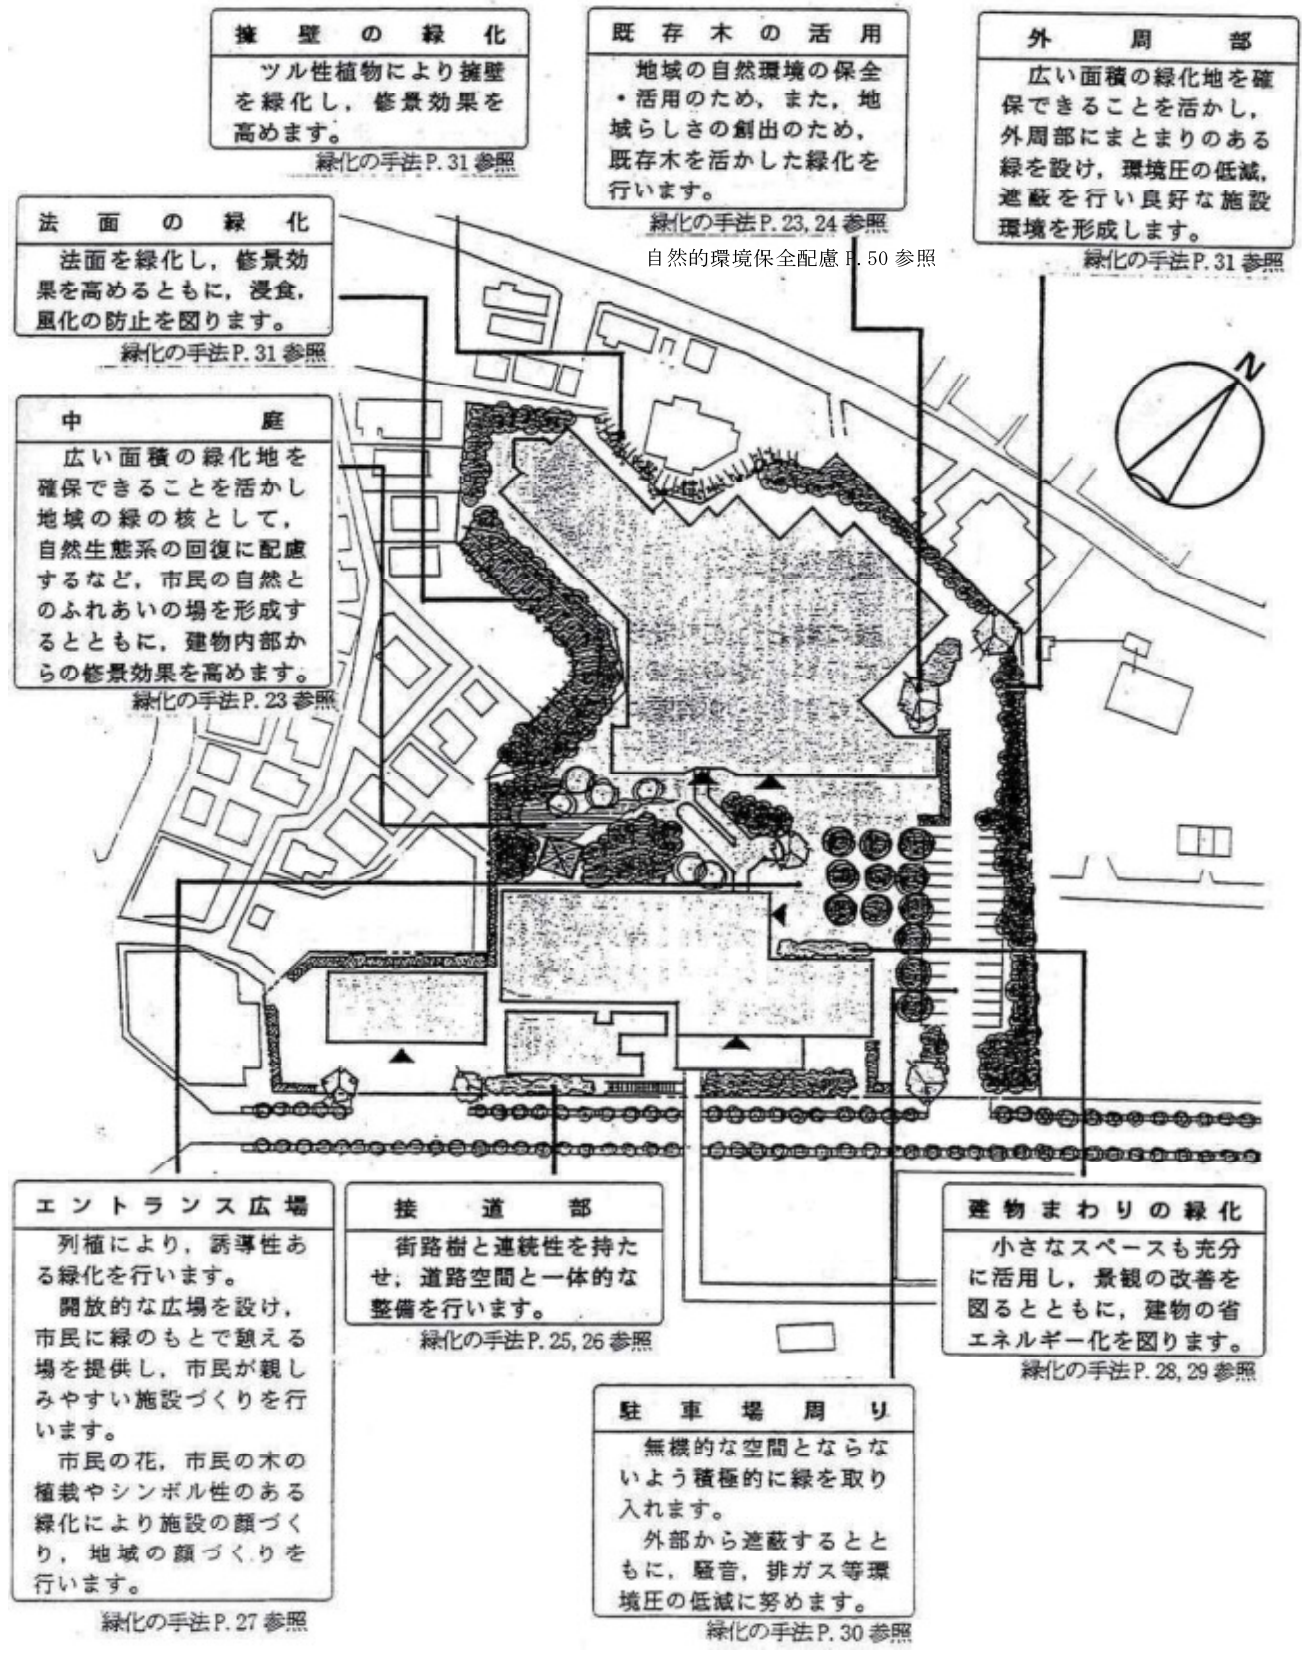 擁壁の緑化
ツル性植物により擁壁
を緑化し，修景効果を
高めます。
緑化の手法P.31 参照
既存木の活用
地域の自然環境の保全
・活用のため，また，地
域らしさの創出のため，
既存木を活かした緑化を
行います。
緑化の手法P.23,24 参照
自然的環境保全配慮 P.50 参照
外周部
広い面積の緑化地を確
保できることを活かし，
外周部にまとまりのある
緑を設け，環境圧の低減，
遮蔽を行い良好な施設
環境を形成します。
緑化の手法P.31 参照
法面の緑化
法面を緑化し，修景効
果を高めるともに，浸食，
風化の防止を図ります。
緑化の手法P.31 参照
中庭
広い面積の緑化地を
確保できることを活かし
地域の緑の核として，
自然生態系の回復に配慮
するなど，市民の自然と
のふれあいの場を形成す
るとともに，建物内部か
らの修景効果を高めます。
緑化の手法P.23 参照
N
エントランス広場
列植により，誘導性あ
る緑化を行います。
開放的な広場を設け，
市民に緑のもとで憩える
場を提供し，市民が親し
みやすい施設づくりを行
います。
市民の花，市民の木の
植栽やシンボル性のある
緑化により施設の顔づく
り，地域の顔づくりを
行います。
緑化の手法P.27 参照
接道部
街路樹と連続性を持た
せ，道路空間と一体的な
整備を行います。
緑化の手法P.25,26 参照
建物まわりの緑化
小さなスペースも充分
に活用し，景観の改善を
図るとともに，建物の省
エネルギー化を図ります。
緑化の手法P.28,29 参照
駐車場周り
無機的な空間とならな
いよう積極的に緑を取り
入れます。
外部から遮蔽するとと
もに，騒音，排ガス等環
境圧の低減に努めます。
緑化の手法P.30 参照